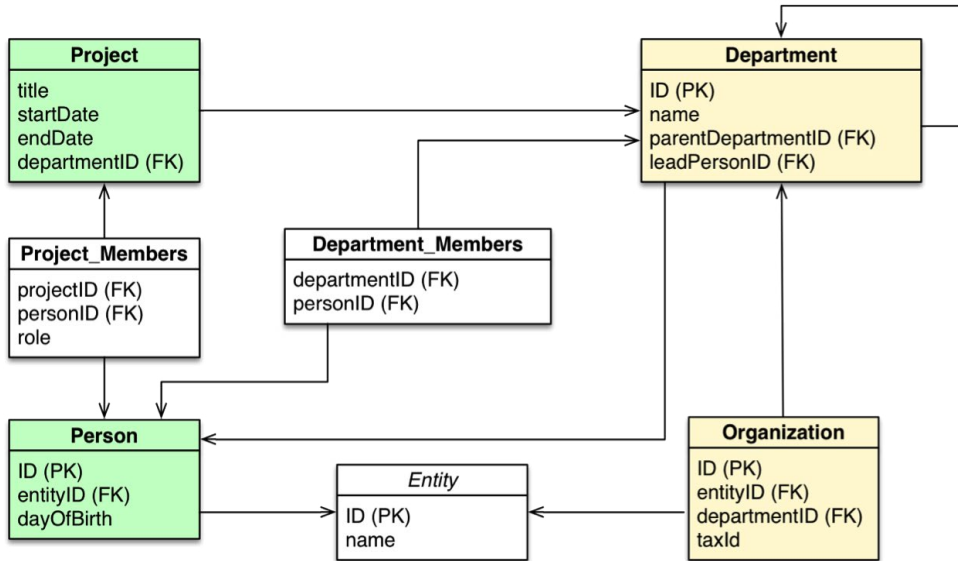 Project
title
startDate
endDate
departmentID (FK)
Department
ID (PK)
name
parentDepartmentID (FK)
leadPersonID (FK)
Project_Members
projectID (FK)
personID (FK)
role
Department_Members
departmentID (FK)
personID (FK)
Person
ID (PK)
entityID (FK)
dayOfBirth
Entity
ID (PK)
name
Organization
ID (PK)
entityID (FK)
departmentID (FK)
taxId